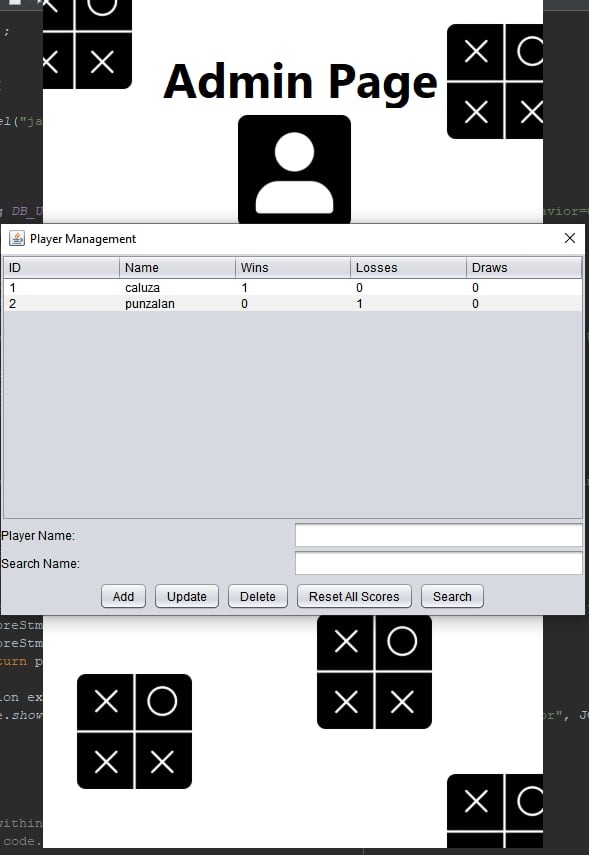 ;
Admin Page
el("ja
g DB_U
avior=
Player Management
ID Name Wins Losses Draws
1 caluza 1 0 0
2 punzalan 0 1 0
Player Name:
Search Name:
Add Update Delete Reset All Scores Search
oreStm
oreStm
turn p
ion ex
e.show
or", J
within
code.